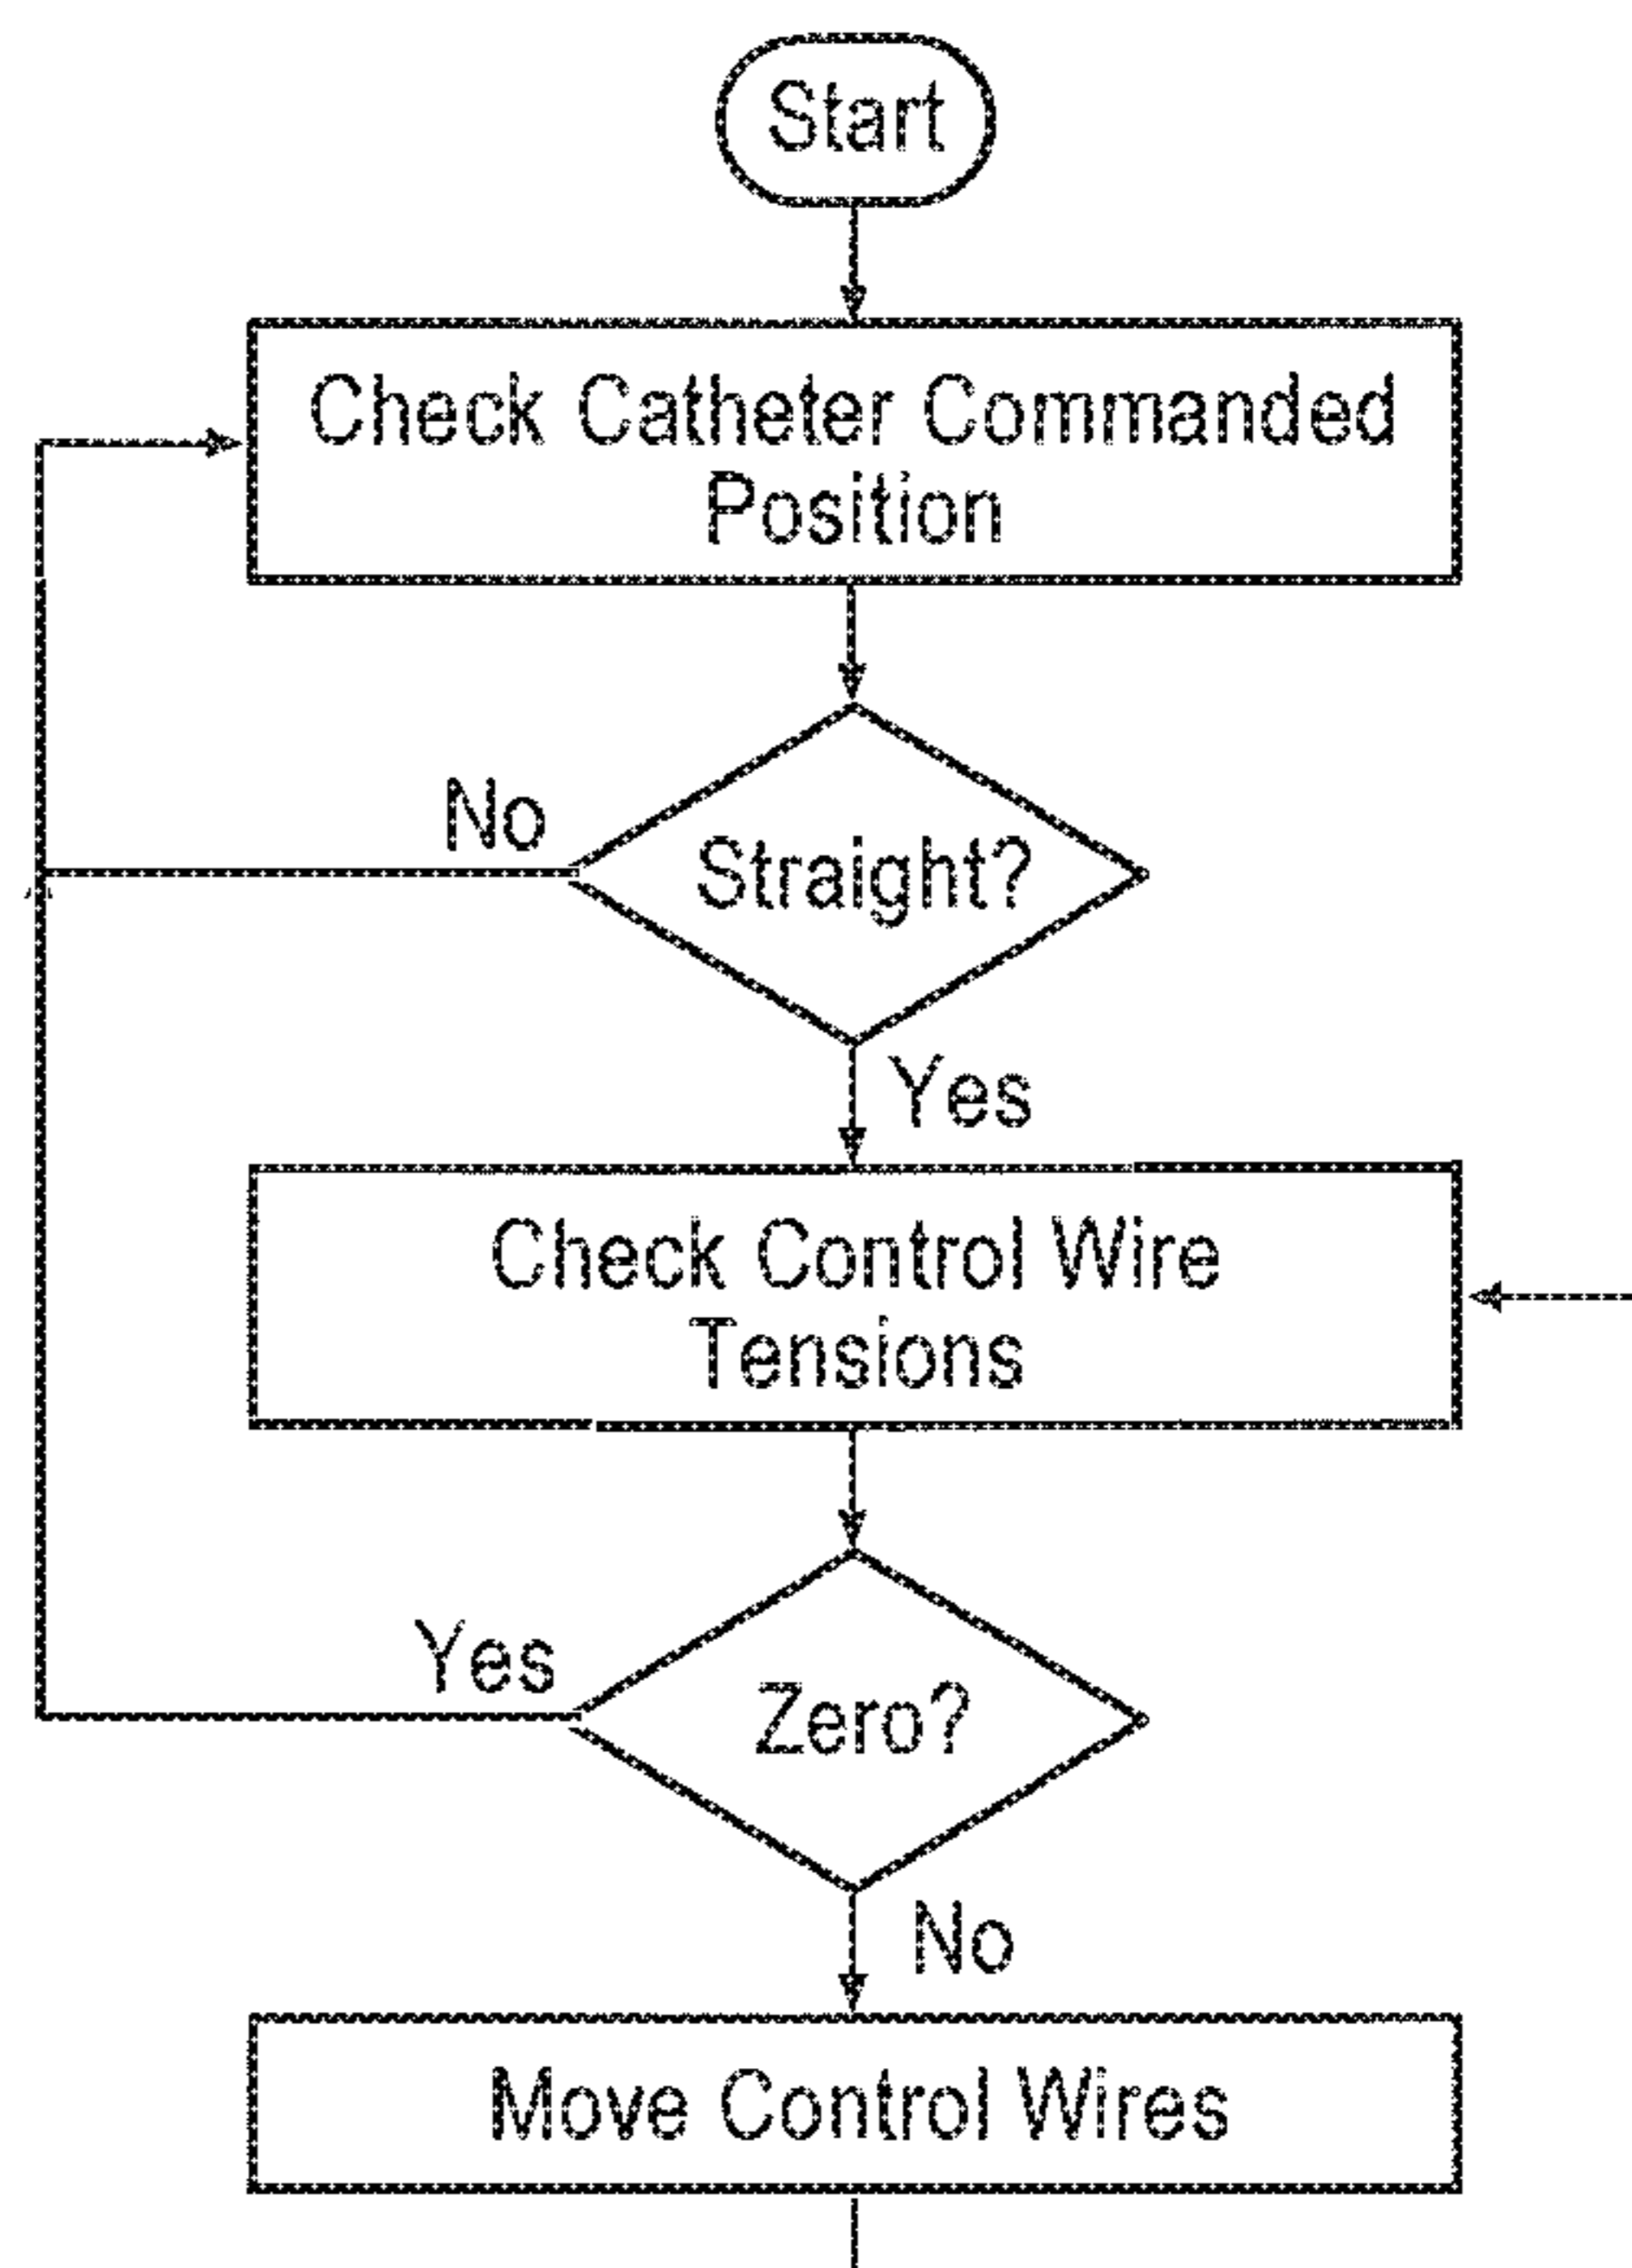 Start
Check Catheter Commanded
Position
No
Straight?
Yes
Check Control Wire
Tensions
Yes
Zero?
No
Move Control Wires